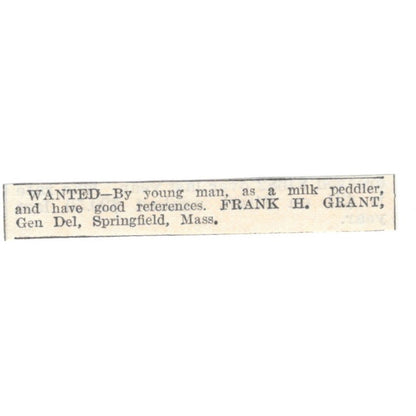 WANTED—By young man, as a milk peddler,
and have good references. FRANK H. GRANT,
Gen Del, Springfield, Mass.